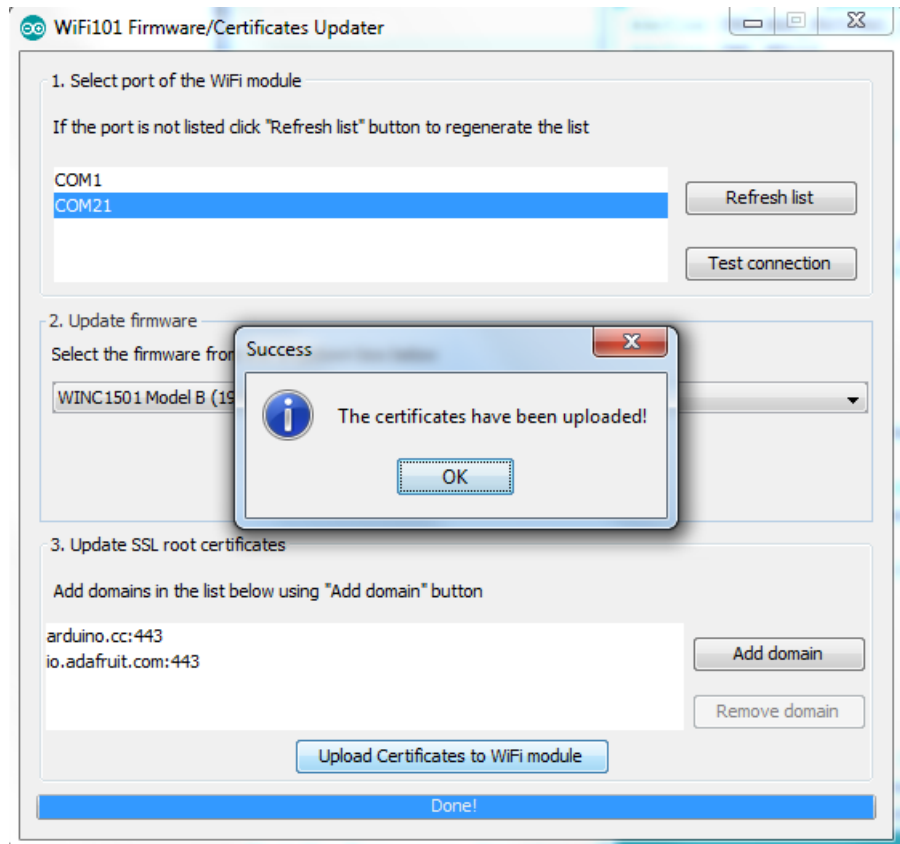 WiFi101 Firmware/Certificates Updater
1. Select port of the WiFi module
If the port is not listed click "Refresh list" button to regenerate the list
COM1
COM21
Refresh list
Test connection
2. Update firmware
Select the firmware from
WINC1501 Model B (19
Success
The certificates have been uploaded!
OK
3. Update SSL root certificates
Add domains in the list below using "Add domain" button
arduino.cc:443
io.adafruit.com:443
Add domain
Remove domain
Upload Certificates to WiFi module
Done!